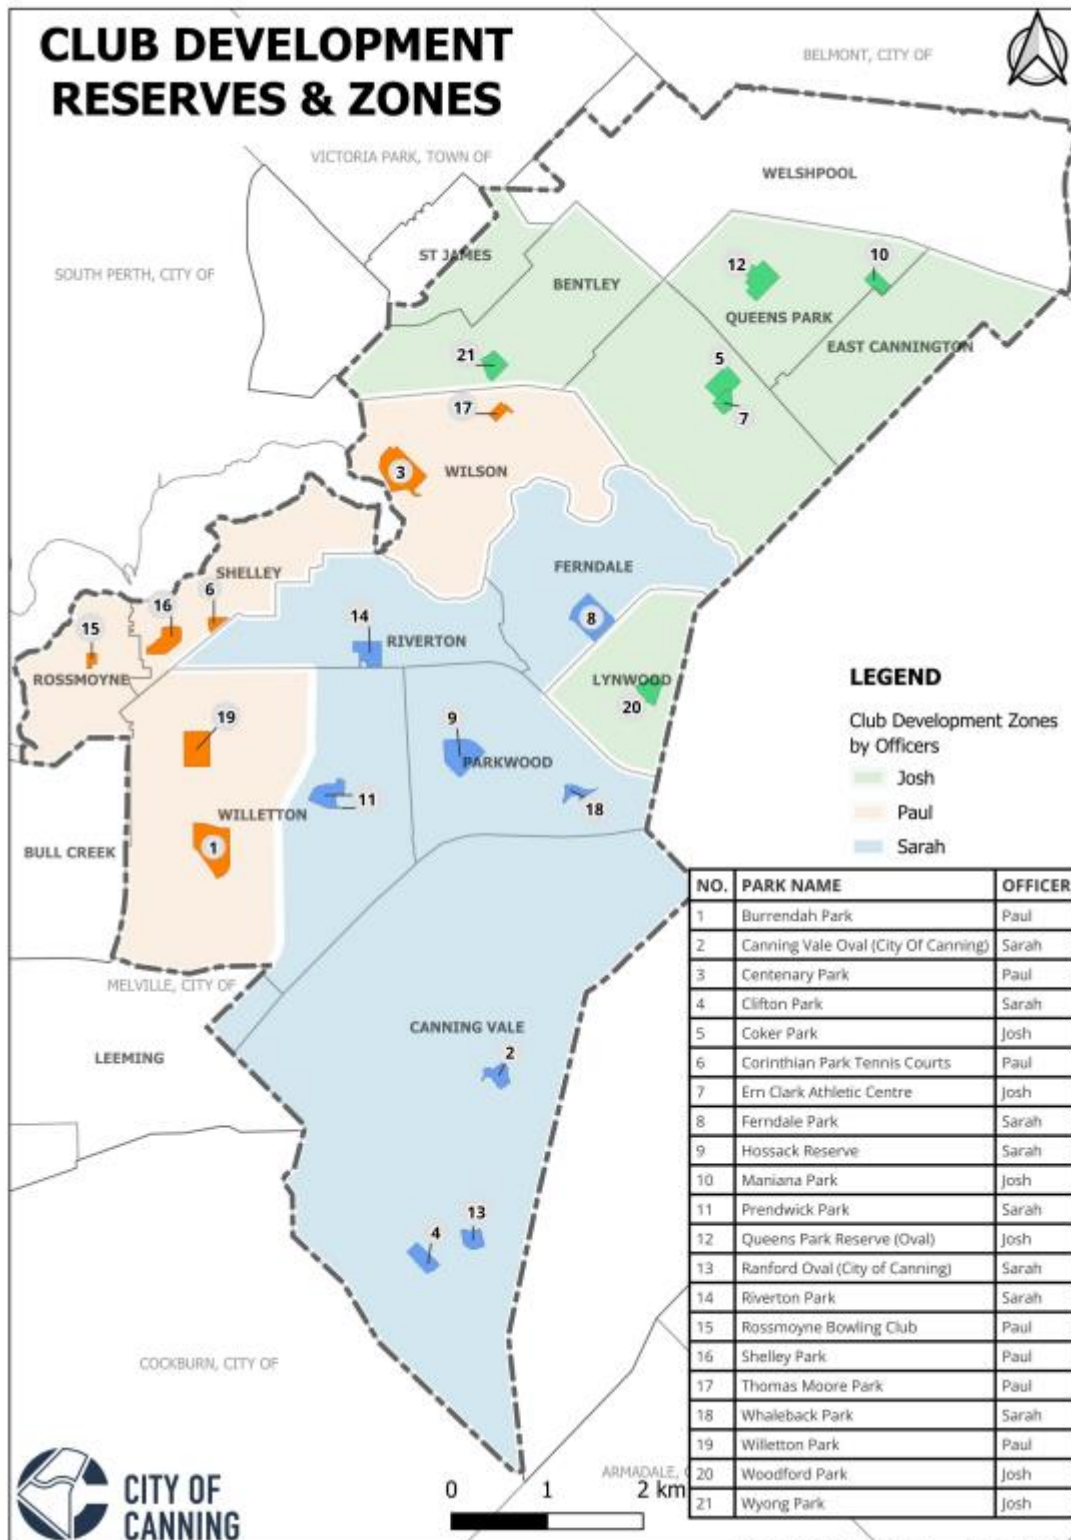 CLUB DEVELOPMENT
RESERVES & ZONES
BELMONT, CITY OF
VICTORIA PARK, TOWN OF
WELSHPOOL
SOUTH PERTH, CITY OF
ST JAMES
BENTLEY
12
10
QUEENS PARK
EAST CANNINGTON
21
5
7
17
3
WILSON
FERNDALE
SHELLEY
6
16
15
14
8
RIVERTON
ROSSMOYNE
LYNWOOD
20
19
9
PARKWOOD
18
11
WILLETTON
1
BULL CREEK
MELVILLE, CITY OF
LEEMING
CANNING VALE
2
13
4
COCKBURN, CITY OF
ARMADALE, C
LEGEND
Club Development Zones
by Officers
Josh
Paul
Sarah
NO. PARK NAME OFFICER
1 Burrendah Park Paul
2 Canning Vale Oval (City Of Canning) Sarah
3 Centenary Park Paul
4 Clifton Park Sarah
5 Coker Park Josh
6 Corinthian Park Tennis Courts Paul
7 Ern Clark Athletic Centre Josh
8 Ferndale Park Sarah
9 Hossack Reserve Sarah
10 Maniana Park Josh
11 Prendwick Park Sarah
12 Queens Park Reserve (Oval) Josh
13 Ranford Oval (City of Canning) Sarah
14 Riverton Park Sarah
15 Rossmoyne Bowling Club Paul
16 Shelley Park Paul
17 Thomas Moore Park Paul
18 Whaleback Park Sarah
19 Willetton Park Paul
20 Woodford Park Josh
21 Wyong Park Josh
0 1 2 km
CITY OF
CANNING